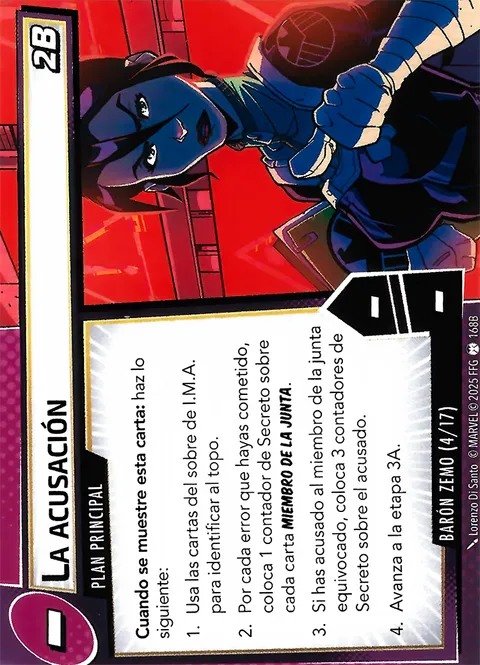 LA ACUSACIÓN
2B
PLAN PRINCIPAL
Cuando se muestre esta carta: haz lo
siguiente:
1. Usa las cartas del sobre de I.M.A.
para identificar al topo.
2. Por cada error que hayas cometido,
coloca 1 contador de Secreto sobre
cada carta MIEMBRO DE LA JUNTA.
3. Si has acusado al miembro de la junta
equivocado, coloca 3 contadores de
Secreto sobre el acusado.
4. Avanza a la etapa 3A.
BARÓN ZEMO (4/17)
Lorenzo Di Santo © MARVEL © 2025 FFG 168B